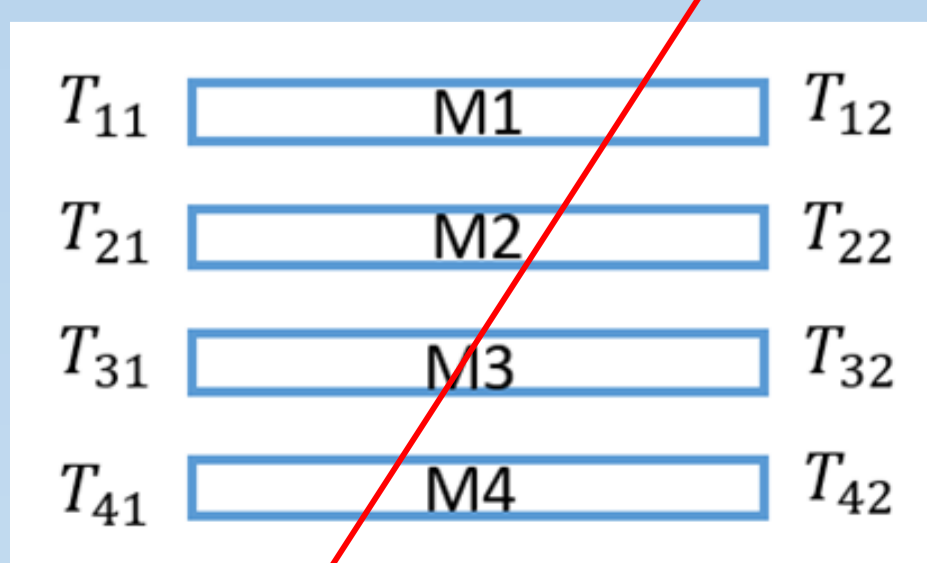 T₁₁ M1 T₁₂
T₂₁ M2 T₂₂
T₃₁ M3 T₃₂
T₄₁ M4 T₄₂